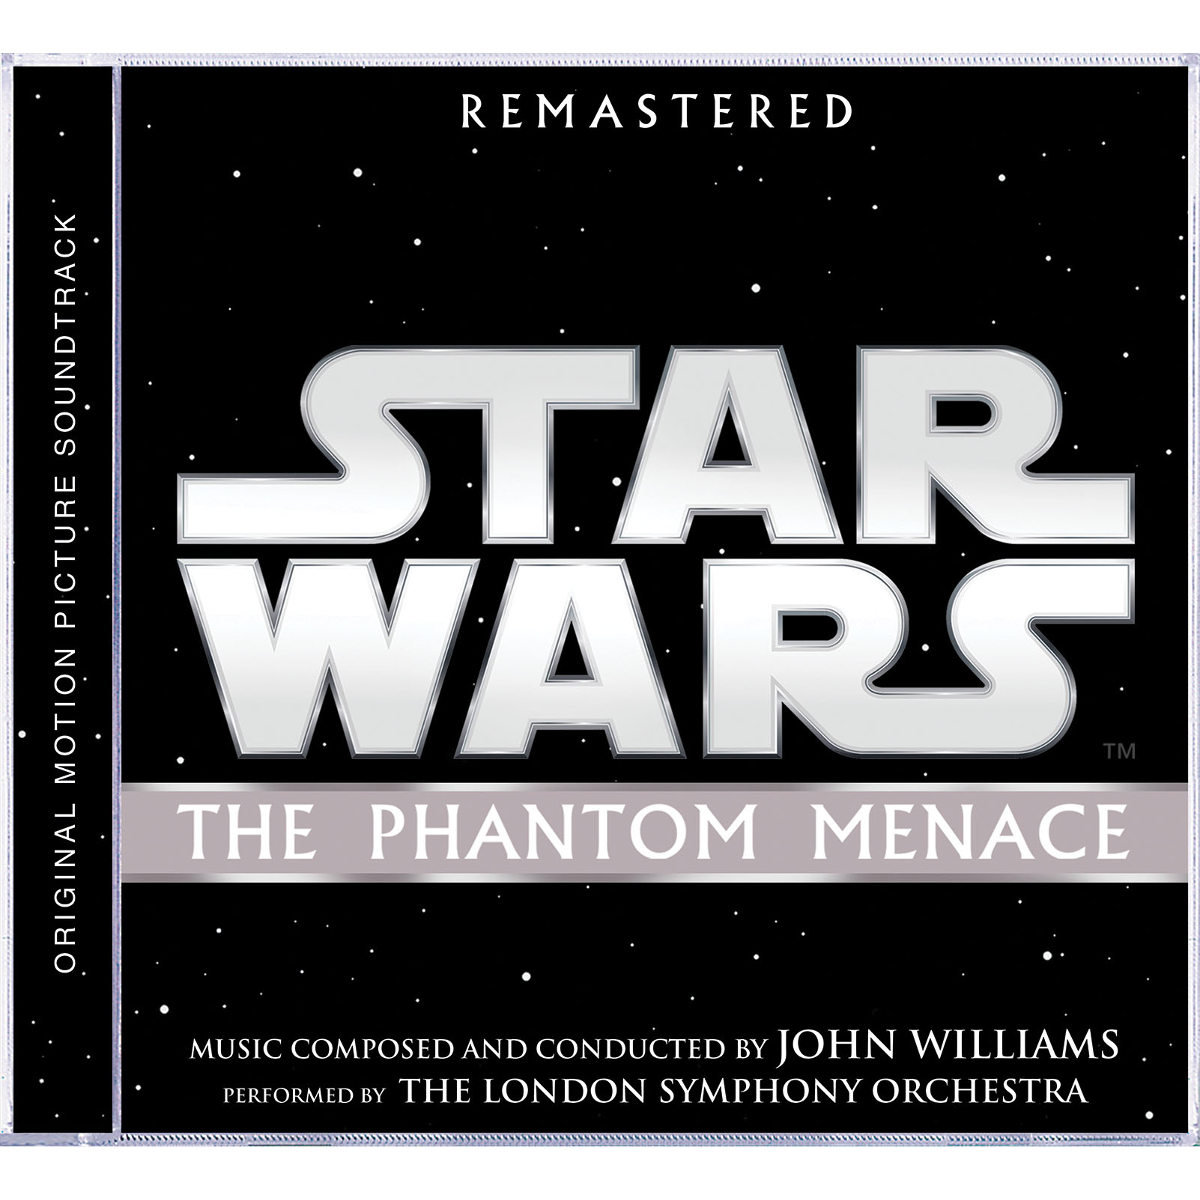 REMASTERED
ORIGINAL MOTION PICTURE SOUNDTRACK
STAR
WARS
TM
THE PHANTOM MENACE
MUSIC COMPOSED AND CONDUCTED BY JOHN WILLIAMS
PERFORMED BY THE LONDON SYMPHONY ORCHESTRA